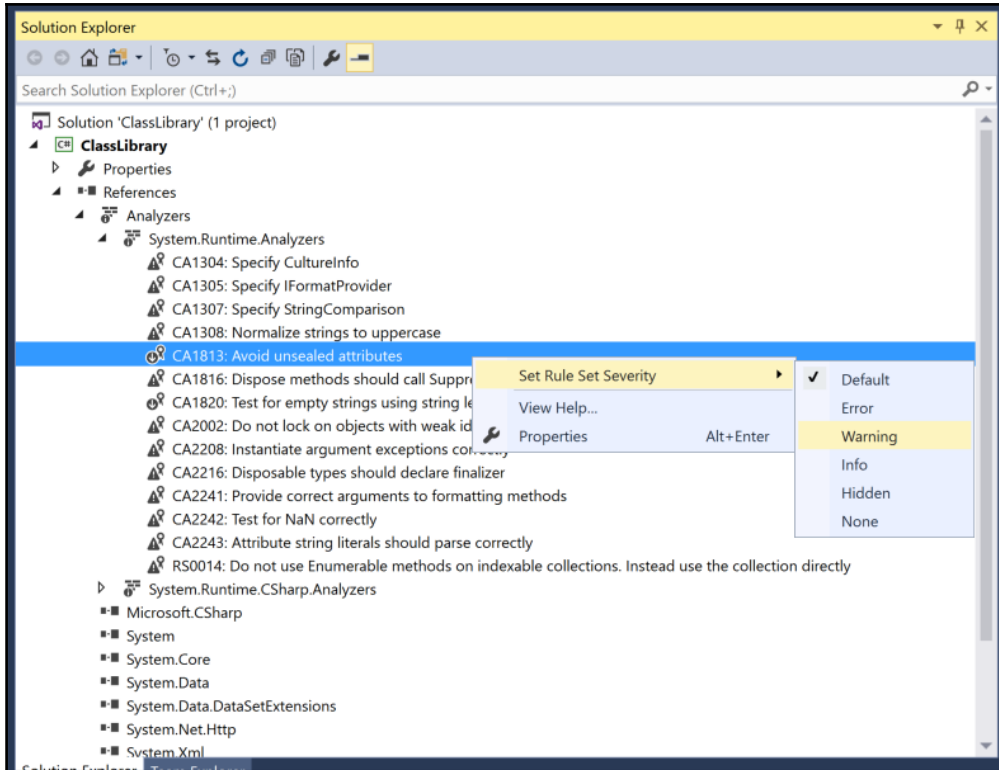 Solution Explorer
Search Solution Explorer (Ctrl+;)
Solution 'ClassLibrary' (1 project)
C# ClassLibrary
Properties
References
Analyzers
System.Runtime.Analyzers
CA1304: Specify CultureInfo
CA1305: Specify IFormatProvider
CA1307: Specify StringComparison
CA1308: Normalize strings to uppercase
CA1813: Avoid unsealed attributes
CA1816: Dispose methods should call
CA1820: Test for empty strings using string
CA2002: Do not lock on objects with weak
CA2208: Instantiate argument exceptions correctly
CA2216: Disposable types should declare finalizer
CA2241: Provide correct arguments to formatting methods
CA2242: Test for NaN correctly
CA2243: Attribute string literals should parse correctly
RS0014: Do not use Enumerable methods on indexable collections. Instead use the collection directly
System.Runtime.CSharp.Analyzers
Microsoft.CSharp
System
System.Core
System.Data
System.Data.DataSetExtensions
System.Net.Http
System.Xml
Solution Explorer Team Explorer
Set Rule Set Severity
View Help...
Properties Alt+Enter
Default
Error
Warning
Info
Hidden
None